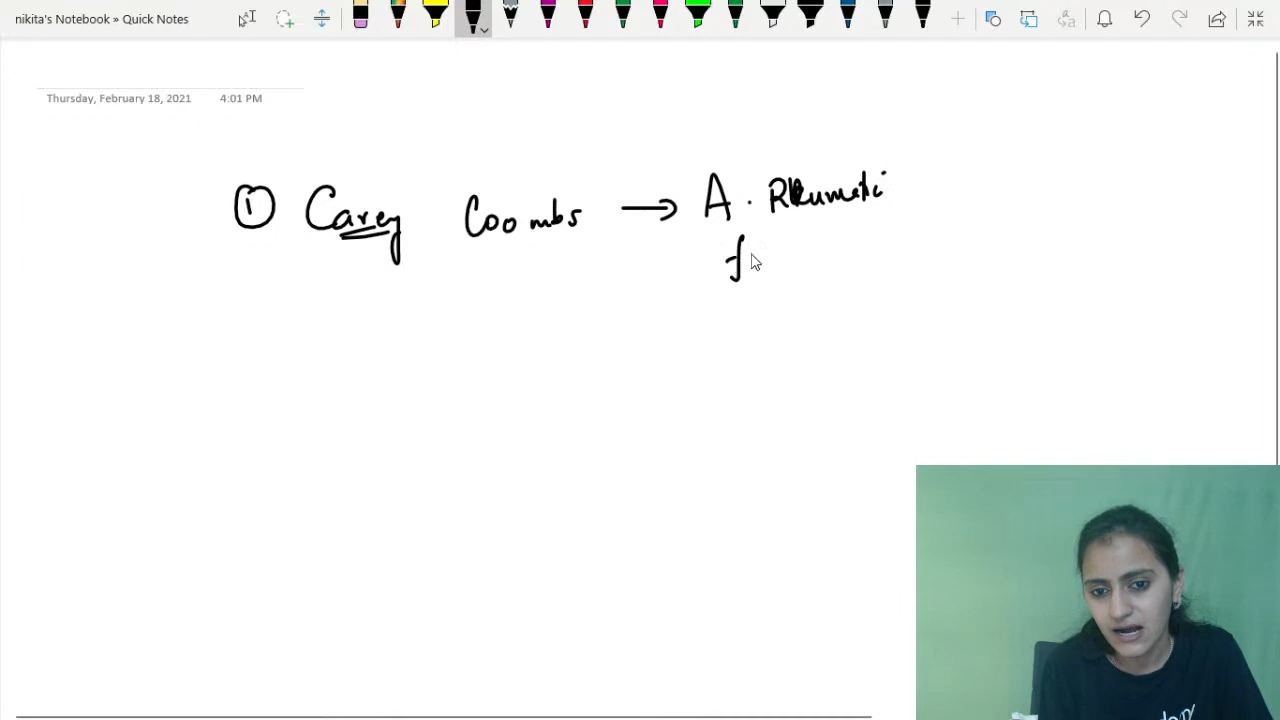 nikita's Notebook » Quick Notes
Thursday, February 18, 2021 4:01 PM
① Carey Coombs → A. Rheumatic
f